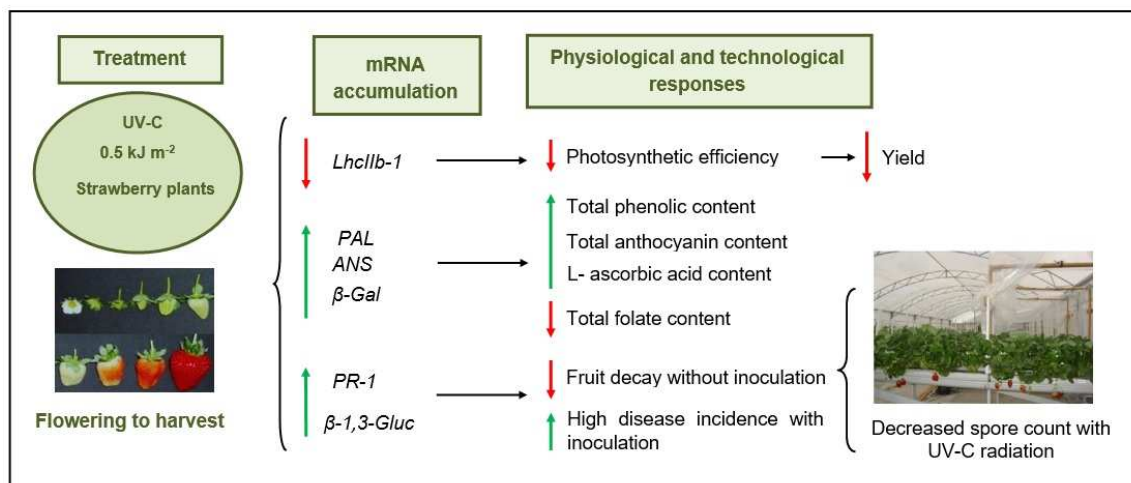 Treatment
UV-C
0.5 kJ m⁻²
Strawberry plants
Flowering to harvest
mRNA
accumulation
LhcIIb-1
PAL
ANS
β-Gal
PR-1
β-1,3-Gluc
Physiological and technological
responses
Photosynthetic efficiency
Yield
Total phenolic content
Total anthocyanin content
L- ascorbic acid content
Total folate content
Fruit decay without inoculation
High disease incidence with
inoculation
Decreased spore count with
UV-C radiation